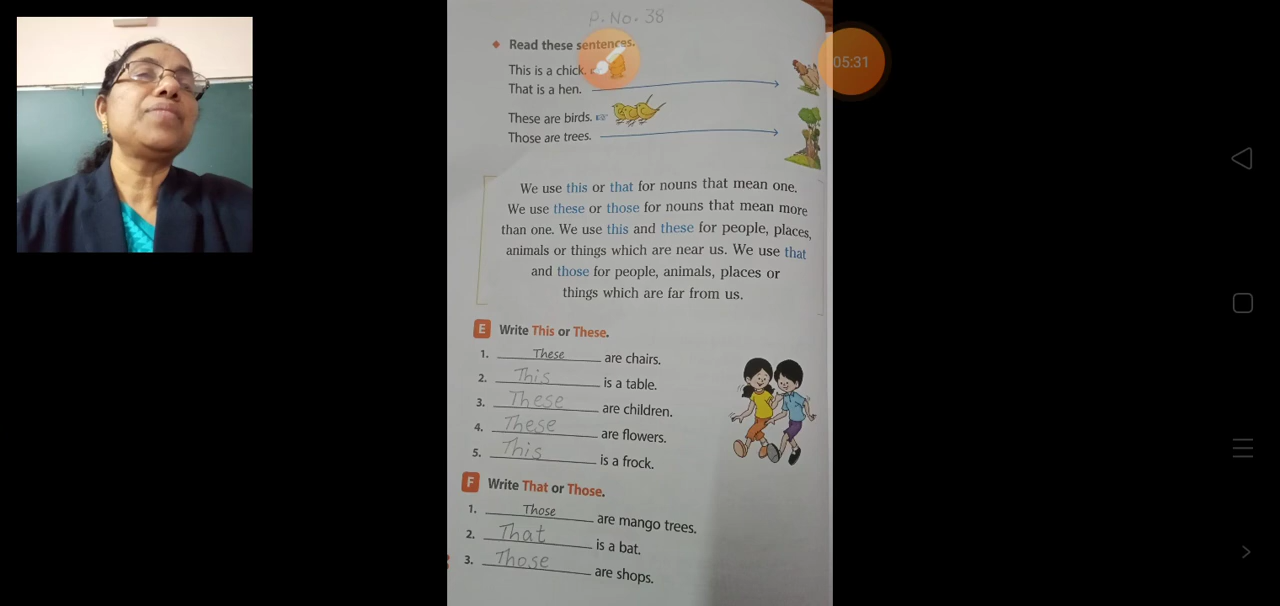 P. No. 38
Read these sentences.
This is a chick.
That is a hen.
These are birds.
Those are trees.
05:31
We use this or that for nouns that mean one.
We use these or those for nouns that mean more
than one. We use this and these for people, places,
animals or things which are near us. We use that
and those for people, animals, places or
things which are far from us.
E Write This or These.
1. These are chairs.
2. This is a table.
3. These are children.
4. These are flowers.
5. This is a frock.
F Write That or Those.
1. Those are mango trees.
2. That is a bat.
3. Those are shops.